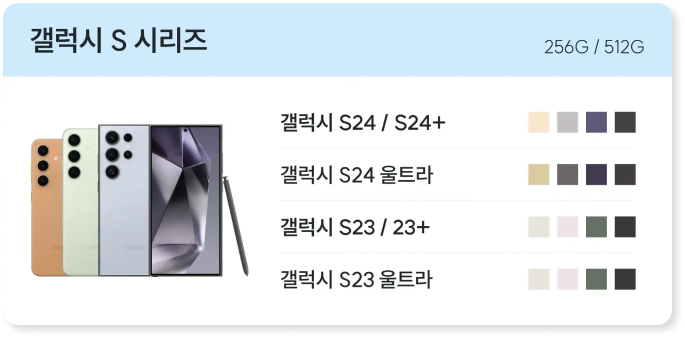 갤럭시 S 시리즈
256G / 512G
갤럭시 S24 / S24+
갤럭시 S24 울트라
갤럭시 S23 / 23+
갤럭시 S23 울트라